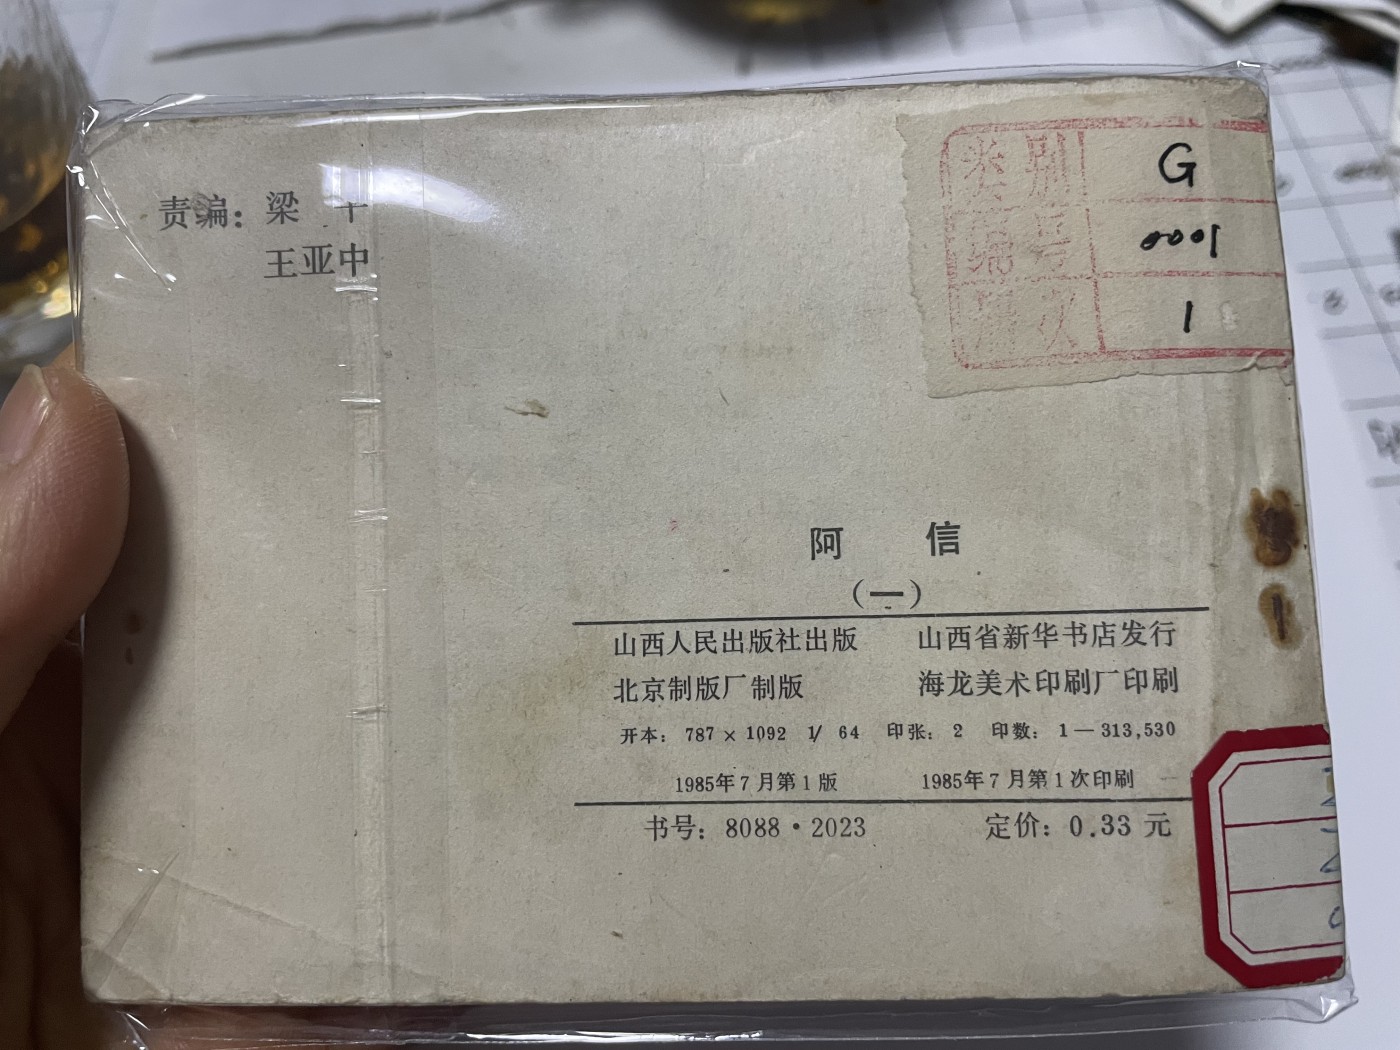 责编：梁
王亚中
类别 G
编号 0001
册次 1
阿 信
（一）
山西人民出版社出版 山西省新华书店发行
北京制版厂制版 海龙美术印刷厂印刷
开本： 787 × 1092 1/ 64 印张： 2 印数： 1—313,530
1985年7月第1版 1985年7月第1次印刷
书号：8088·2023 定价：0.33 元